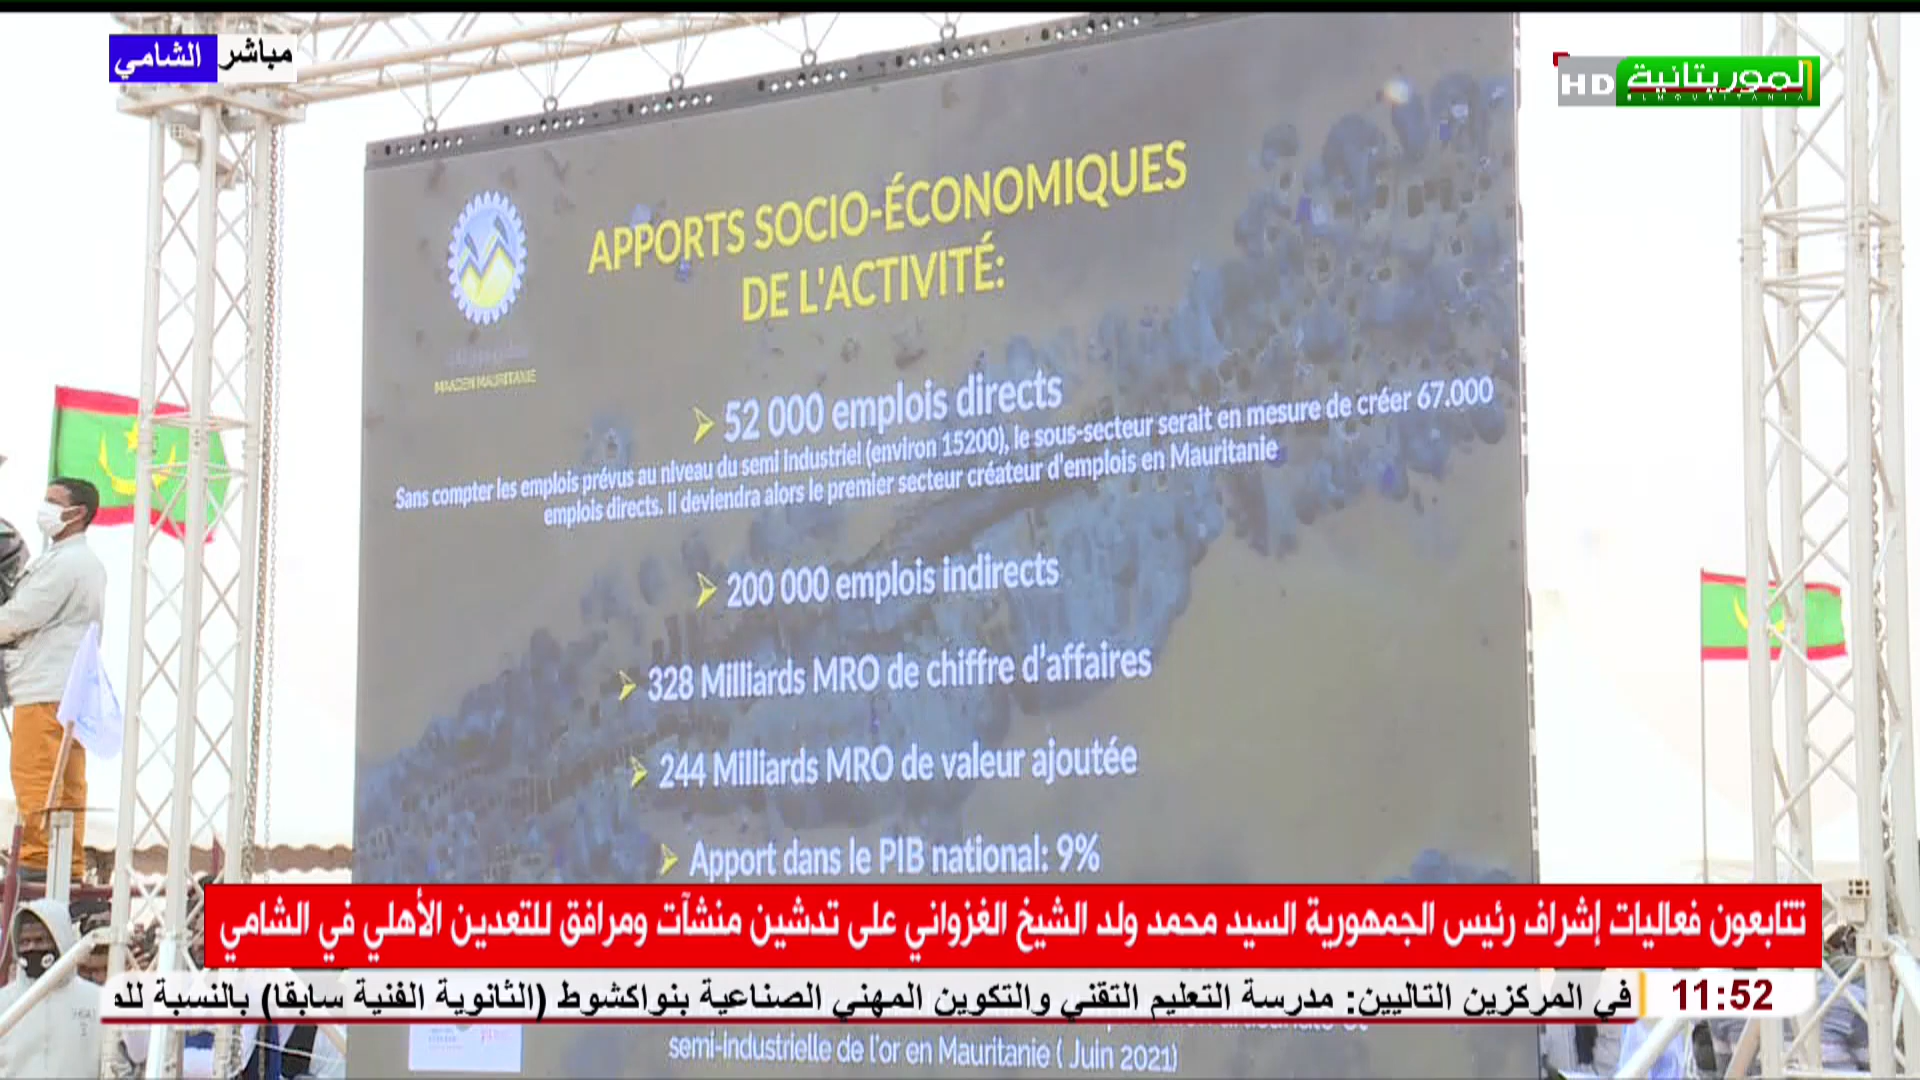 مباشر الشامي
الموريتانية
HD
ELMOURITANIA
APPORTS SOCIO-ÉCONOMIQUES
DE L'ACTIVITÉ:
MAADEN MAURITANIE
52 000 emplois directs
Sans compter les emplois prévus au niveau du semi industriel (environ 15200), le sous-secteur serait en mesure de créer 67.000
emplois directs. Il deviendra alors le premier secteur créateur d'emplois en Mauritanie
200 000 emplois indirects
328 Milliards MRO de chiffre d'affaires
244 Milliards MRO de valeur ajoutée
Apport dans le PIB national: 9%
تتابعون فعاليات إشراف رئيس الجمهورية السيد محمد ولد الشيخ الغزواني على تدشين منشآت ومرافق للتعدين الأهلي في الشامي
11:52
في المركزين التاليين: مدرسة التعليم التقني والتكوين المهني الصناعية بنواكشوط (الثانوية الفنية سابقا) بالنسبة
semi-industrielle de l'or en Mauritanie ( Juin 2021)